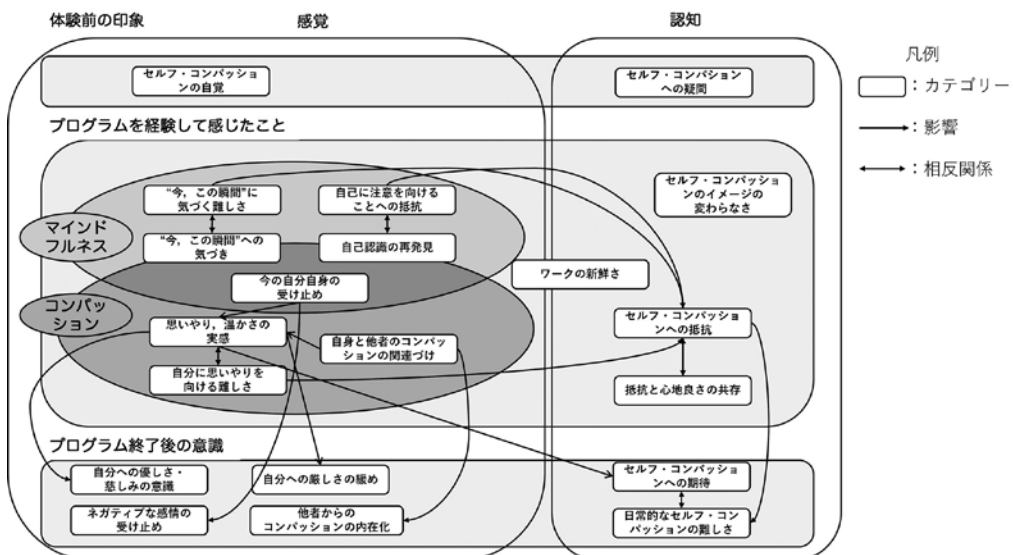 体験前の印象
感覚
認知
セルフ・コンパッショ
ンの自覚
セルフ・コンパション
への疑問
凡例
：カテゴリー
：影響
：相反関係
プログラムを経験して感じたこと
マインド
フルネス
“今，この瞬間”に
気づく難しさ
自己に注意を向ける
ことへの抵抗
セルフ・コンパッショ
ンのイメージの
変わらなさ
“今，この瞬間”への
気づき
自己認識の再発見
ワークの新鮮さ
コンパッ
ション
今の自分自身の
受け止め
思いやり，温かさの
実感
自身と他者のコンパッ
ションの関連づけ
セルフ・コンパッショ
ンへの抵抗
自分に思いやりを
向ける難しさ
抵抗と心地良さの共存
プログラム終了後の意識
自分への優しさ・
慈しみの意識
自分への厳しさの緩め
セルフ・コンパッショ
ンへの期待
ネガティブな感情の
受け止め
他者からの
コンパッションの内在化
日常的なセルフ・コン
パッションの難しさ